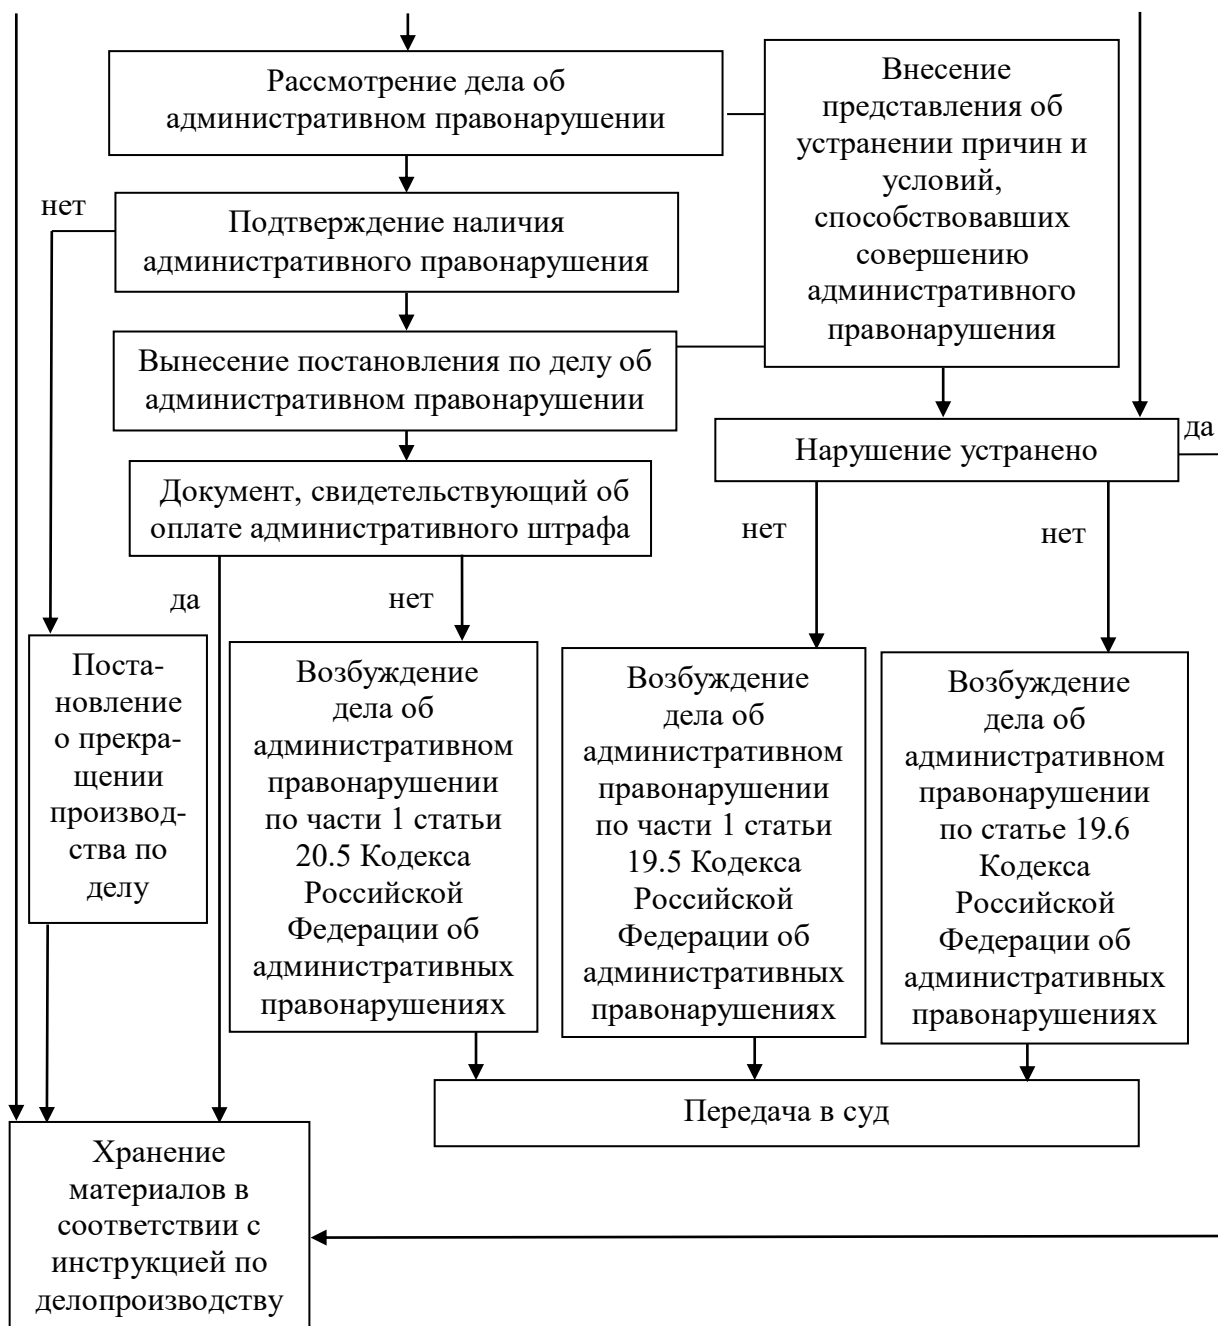 Рассмотрение дела об
административном правонарушении
Внесение
представления об
устранении причин и
условий,
способствовавших
совершению
административного
правонарушения
нет
Подтверждение наличия
административного правонарушения
Вынесение постановления по делу об
административном правонарушении
Нарушение устранено
да
Документ, свидетельствующий об
оплате административного штрафа
нет
нет
да
нет
Поста-
новление
о прекра-
щении
производ-
ства по
делу
Возбуждение
дела об
административном
правонарушении
по части 1 статьи
20.5 Кодекса
Российской
Федерации об
административных
правонарушениях
Возбуждение
дела об
административном
правонарушении
по части 1 статьи
19.5 Кодекса
Российской
Федерации об
административных
правонарушениях
Возбуждение
дела об
административном
правонарушении
по статье 19.6
Кодекса
Российской
Федерации об
административных
правонарушениях
Передача в суд
Хранение
материалов в
соответствии с
инструкцией по
делопроизводству